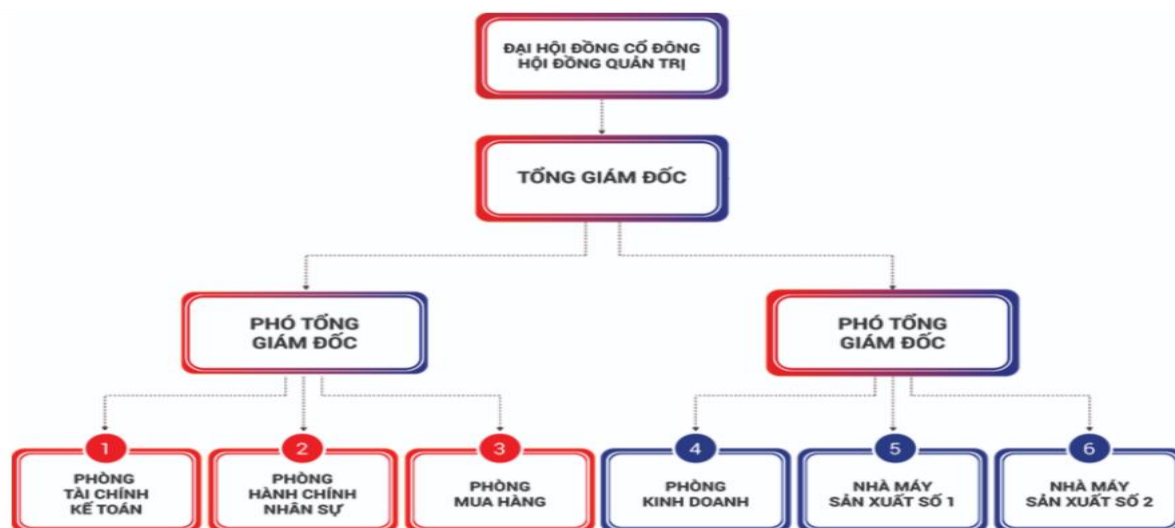 ĐẠI HỘI ĐỒNG CỔ ĐÔNG
HỘI ĐỒNG QUẢN TRỊ
TỔNG GIÁM ĐỐC
PHÓ TỔNG
GIÁM ĐỐC
PHÓ TỔNG
GIÁM ĐỐC
1
PHÒNG
TÀI CHÍNH
KẾ TOÁN
2
PHÒNG
HÀNH CHÍNH
NHÂN SỰ
3
PHÒNG
MUA HÀNG
4
PHÒNG
KINH DOANH
5
NHÀ MÁY
SẢN XUẤT SỐ 1
6
NHÀ MÁY
SẢN XUẤT SỐ 2